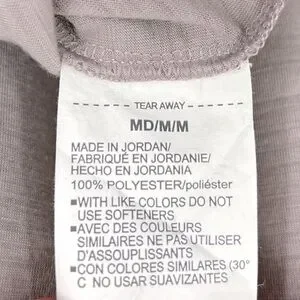 TEAR AWAY
MD/M/M
MADE IN JORDAN/
FABRIQUÉ EN JORDANIE/
HECHO EN JORDANIA
100% POLYESTER/poliéster
■WITH LIKE COLORS DO NOT
USE SOFTENERS
■AVEC DES COULEURS
SIMILAIRES NE PAS UTILISER
D'ASSOUPLISSANTS
■CON COLORES SIMILARES (30°
C NO USAR SUAVIZANTES